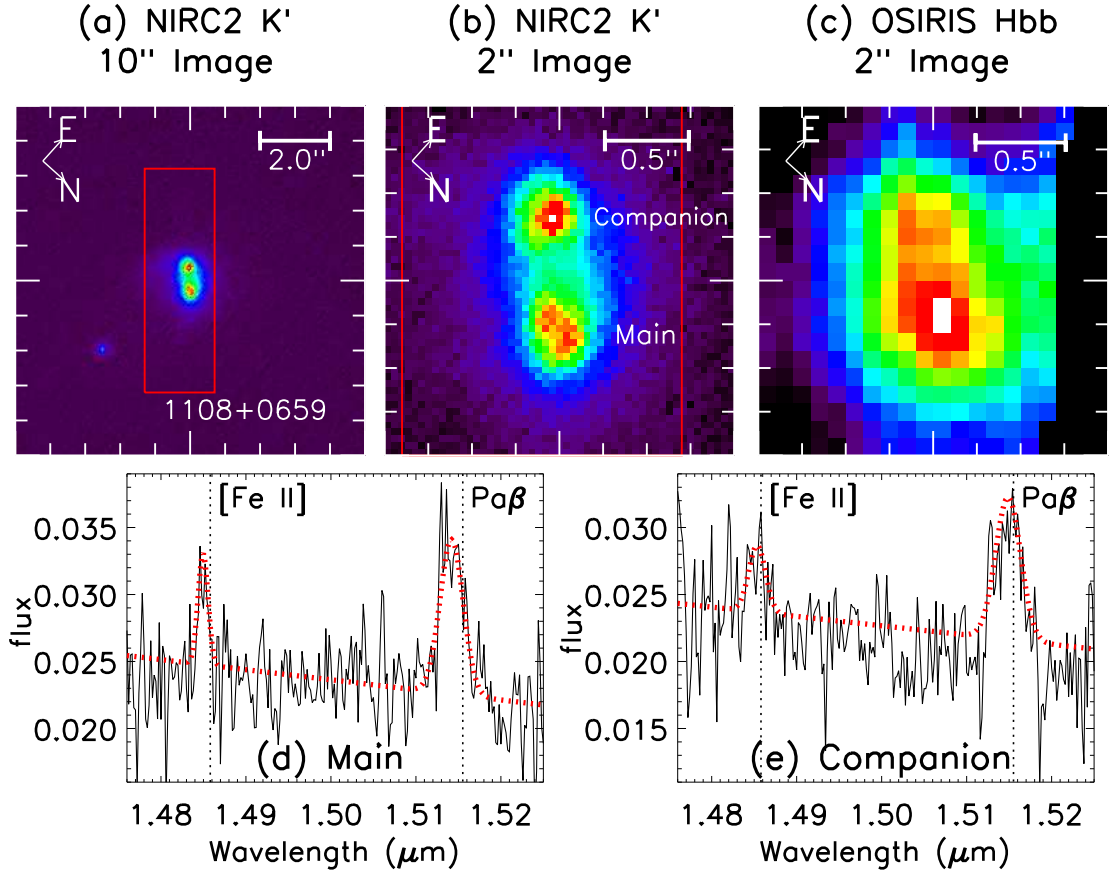 (a) NIRC2 K'
10" Image
(b) NIRC2 K'
2" Image
(c) OSIRIS Hbb
2" Image
E
N
2.0"
1108+0659
E
N
0.5"
Companion
Main
E
N
0.5"
[Fe II]
Paβ
0.035
0.030
0.025
0.020
flux
(d) Main
1.48 1.49 1.50 1.51 1.52
Wavelength (μm)
[Fe II]
Paβ
0.030
0.025
0.020
0.015
flux
(e) Companion
1.48 1.49 1.50 1.51 1.52
Wavelength (μm)